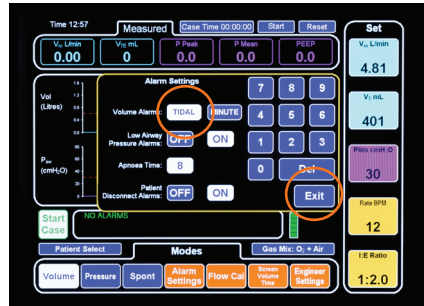 Time 12:57 Measured Case Time 00:00:00 Start Reset Set
Vₘ L/min VTE mL P Peak P Mean PEEP
0.00 0 0.0 0.0 0.0
Vₘ L/min
4.81
Vol
(Litres)
Alarm Settings
7 8 9
Volume Alarms: TIDAL MINUTE 4 5 6
VT mL
401
Low Airway
Pressure Alarms: OFF ON 1 2 3
Paw
(cmH₂O)
Apnoea Time: 8 0 Del
Plim cmH₂O
30
Patient
Disconnect Alarms: OFF ON Exit
Start
Case
NO ALARMS
Rate BPM
12
Patient Select Modes Gas Mix: O₂ + Air
Volume Pressure Spont Alarm
Settings Flow Cal Screen
Volume
Time Engineer
Settings
I:E Ratio
1:2.0